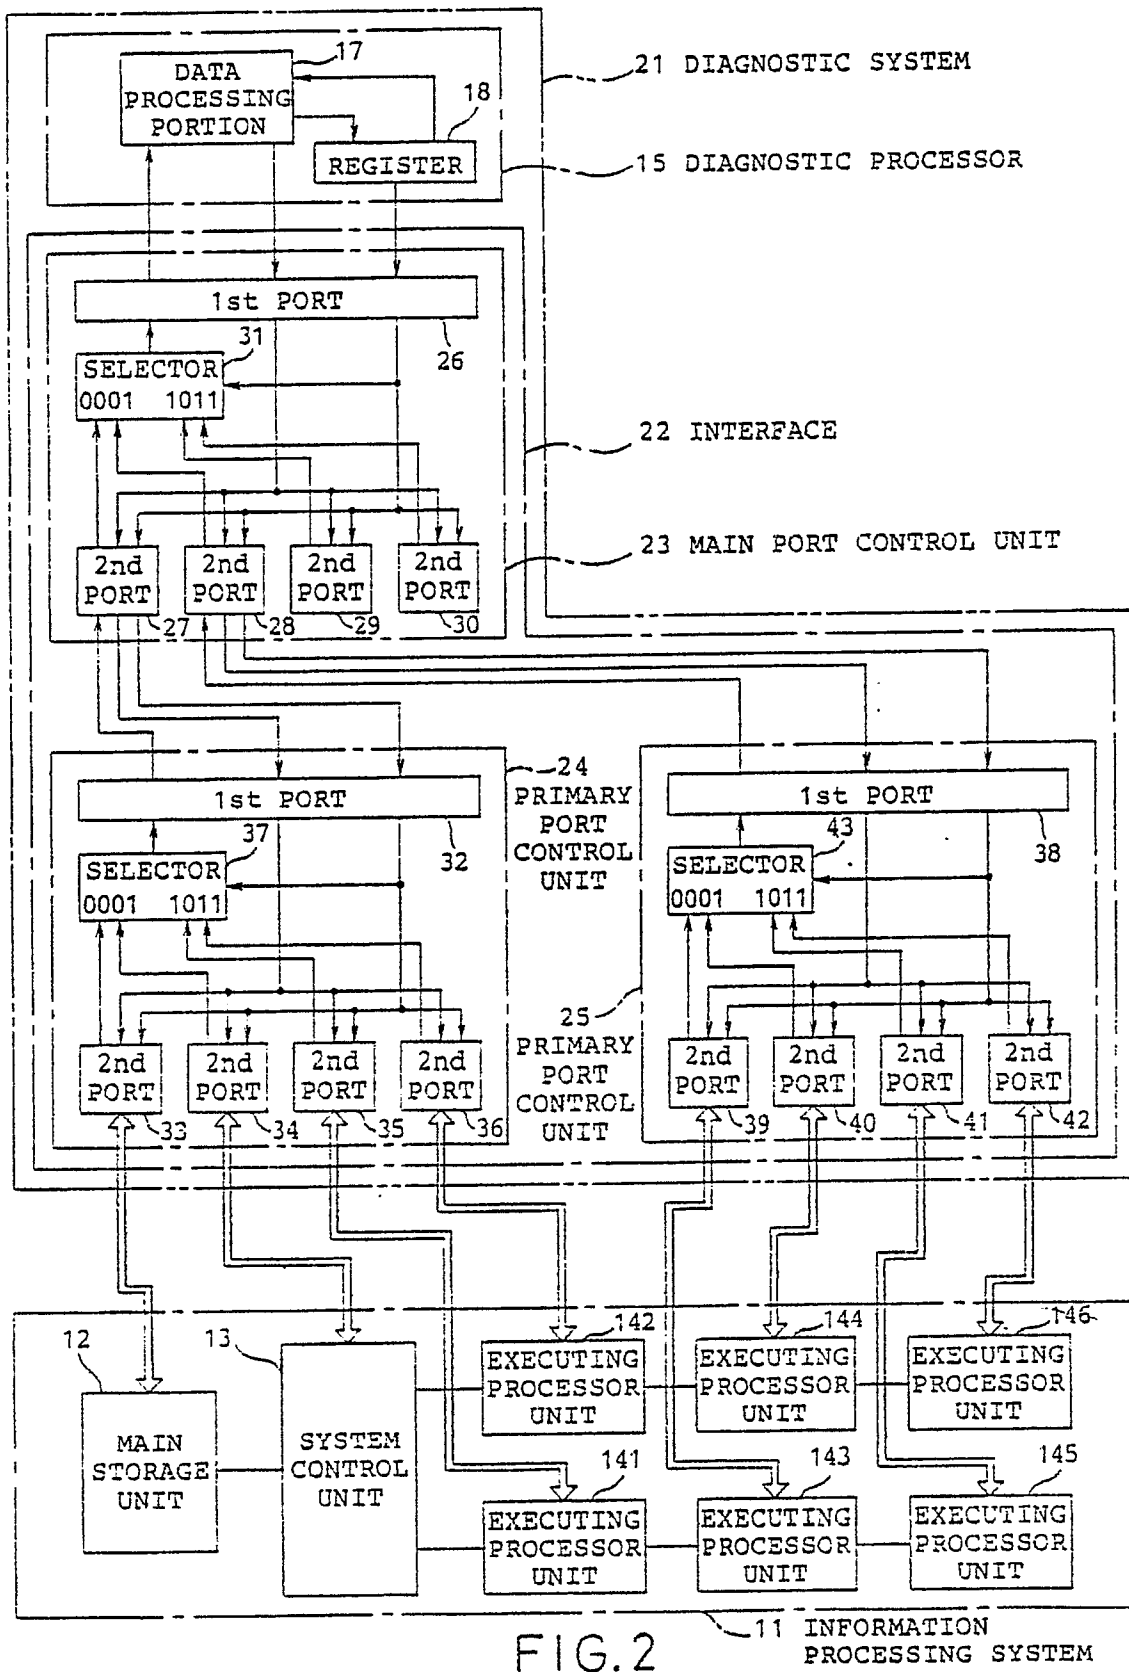 17
DATA
PROCESSING
PORTION
18
REGISTER
21 DIAGNOSTIC SYSTEM
15 DIAGNOSTIC PROCESSOR
1st PORT
26
31
SELECTOR
0001 1011
22 INTERFACE
23 MAIN PORT CONTROL UNIT
2nd
PORT
27
2nd
PORT
28
2nd
PORT
29
2nd
PORT
30
24
PRIMARY
PORT
CONTROL
UNIT
1st PORT
32
37
SELECTOR
0001 1011
1st PORT
38
43
SELECTOR
0001 1011
25
PRIMARY
PORT
CONTROL
UNIT
2nd
PORT
33
2nd
PORT
34
2nd
PORT
35
2nd
PORT
36
2nd
PORT
39
2nd
PORT
40
2nd
PORT
41
2nd
PORT
42
12
MAIN
STORAGE
UNIT
13
SYSTEM
CONTROL
UNIT
142
EXECUTING
PROCESSOR
UNIT
144
EXECUTING
PROCESSOR
UNIT
146
EXECUTING
PROCESSOR
UNIT
141
EXECUTING
PROCESSOR
UNIT
143
EXECUTING
PROCESSOR
UNIT
145
EXECUTING
PROCESSOR
UNIT
11 INFORMATION
PROCESSING SYSTEM
FIG.2